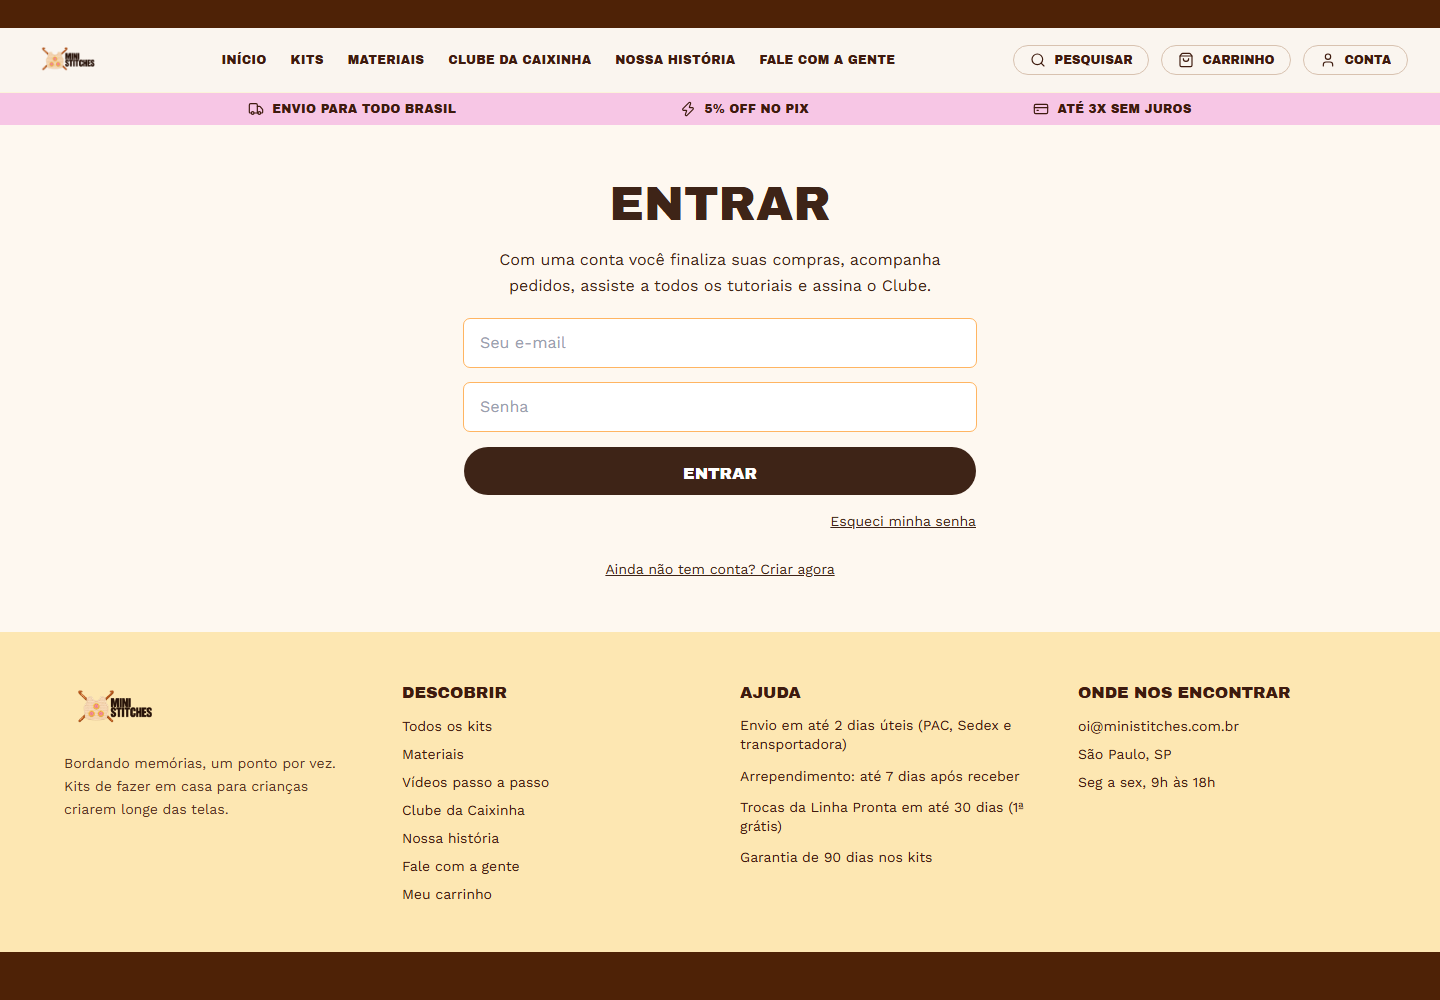 MINI
STITCHES
INÍCIO
KITS
MATERIAIS
CLUBE DA CAIXINHA
NOSSA HISTÓRIA
FALE COM A GENTE
PESQUISAR
CARRINHO
CONTA
ENVIO PARA TODO BRASIL
5% OFF NO PIX
ATÉ 3X SEM JUROS
ENTRAR
Com uma conta você finaliza suas compras, acompanha
pedidos, assiste a todos os tutoriais e assina o Clube.
Seu e-mail
Senha
ENTRAR
Esqueci minha senha
Ainda não tem conta? Criar agora
MINI
STITCHES
Bordando memórias, um ponto por vez.
Kits de fazer em casa para crianças
criarem longe das telas.
DESCOBRIR
Todos os kits
Materiais
Vídeos passo a passo
Clube da Caixinha
Nossa história
Fale com a gente
Meu carrinho
AJUDA
Envio em até 2 dias úteis (PAC, Sedex e
transportadora)
Arrependimento: até 7 dias após receber
Trocas da Linha Pronta em até 30 dias (1ª
grátis)
Garantia de 90 dias nos kits
ONDE NOS ENCONTRAR
oi@ministitches.com.br
São Paulo, SP
Seg a sex, 9h às 18h